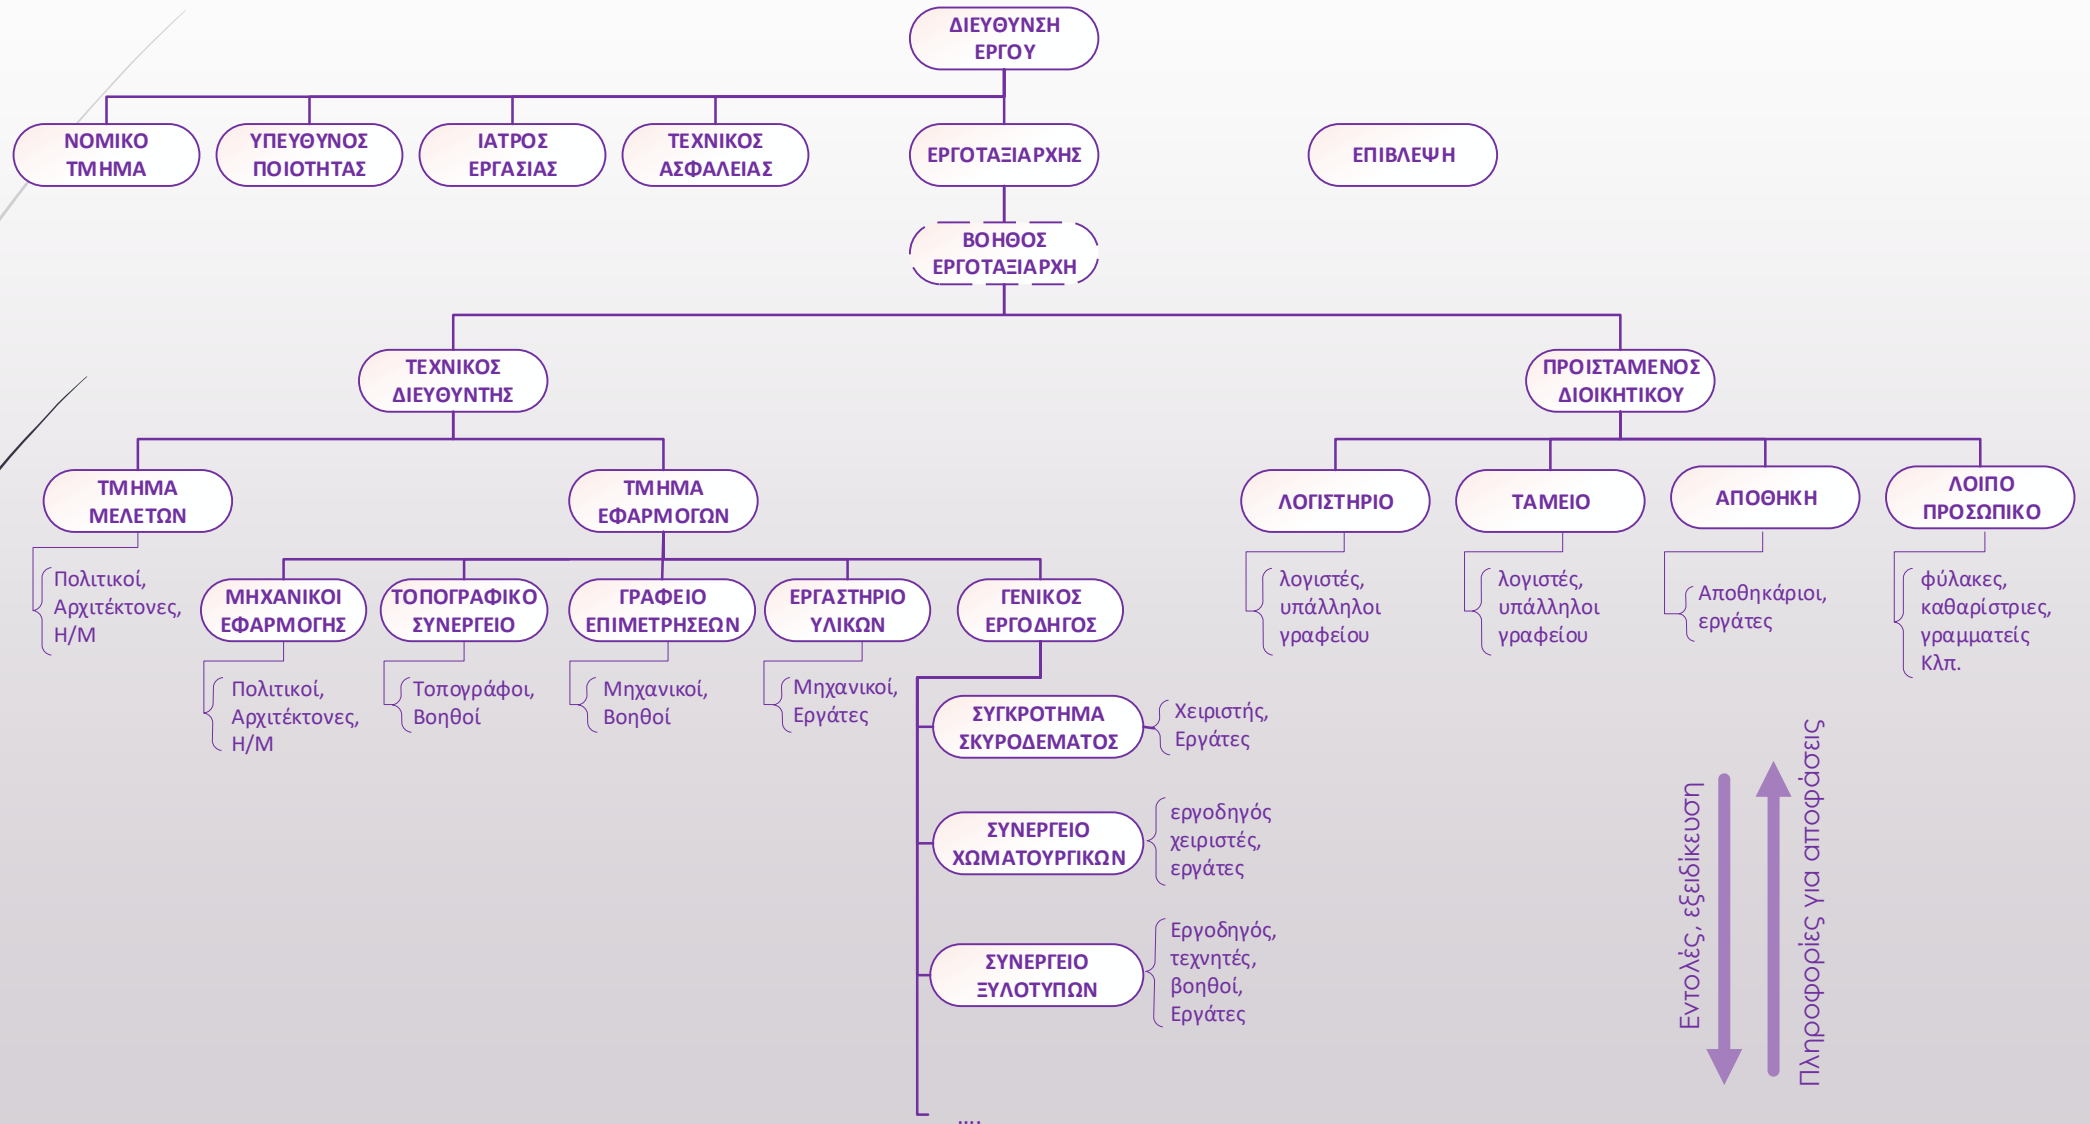 ΔΙΕΥΘΥΝΣΗ
ΕΡΓΟΥ
ΝΟΜΙΚΟ
ΤΜΗΜΑ
ΥΠΕΥΘΥΝΟΣ
ΠΟΙΟΤΗΤΑΣ
ΙΑΤΡΟΣ
ΕΡΓΑΣΙΑΣ
ΤΕΧΝΙΚΟΣ
ΑΣΦΑΛΕΙΑΣ
ΕΡΓΟΤΑΞΙΑΡΧΗΣ
ΕΠΙΒΛΕΨΗ
ΒΟΗΘΟΣ
ΕΡΓΟΤΑΞΙΑΡΧΗ
ΤΕΧΝΙΚΟΣ
ΔΙΕΥΘΥΝΤΗΣ
ΠΡΟΙΣΤΑΜΕΝΟΣ
ΔΙΟΙΚΗΤΙΚΟΥ
ΤΜΗΜΑ
ΜΕΛΕΤΩΝ
ΤΜΗΜΑ
ΕΦΑΡΜΟΓΩΝ
ΛΟΓΙΣΤΗΡΙΟ
ΤΑΜΕΙΟ
ΑΠΟΘΗΚΗ
ΛΟΙΠΟ
ΠΡΟΣΩΠΙΚΟ
Πολιτικοί,
Αρχιτέκτονες,
Η/Μ
ΜΗΧΑΝΙΚΟΙ
ΕΦΑΡΜΟΓΗΣ
ΤΟΠΟΓΡΑΦΙΚΟ
ΣΥΝΕΡΓΕΙΟ
ΓΡΑΦΕΙΟ
ΕΠΙΜΕΤΡΗΣΕΩΝ
ΕΡΓΑΣΤΗΡΙΟ
ΥΛΙΚΩΝ
ΓΕΝΙΚΟΣ
ΕΡΓΟΔΗΓΟΣ
λογιστές,
υπάλληλοι
γραφείου
λογιστές,
υπάλληλοι
γραφείου
Αποθηκάριοι,
εργάτες
φύλακες,
καθαρίστριες,
γραμματείς
Κλπ.
Πολιτικοί,
Αρχιτέκτονες,
Η/Μ
Τοπογράφοι,
Βοηθοί
Μηχανικοί,
Βοηθοί
Μηχανικοί,
Εργάτες
ΣΥΓΚΡΟΤΗΜΑ
ΣΚΥΡΟΔΕΜΑΤΟΣ
Χειριστής,
Εργάτες
ΣΥΝΕΡΓΕΙΟ
ΧΩΜΑΤΟΥΡΓΙΚΩΝ
εργοδηγός
χειριστές,
εργάτες
ΣΥΝΕΡΓΕΙΟ
ΞΥΛΟΤΥΠΩΝ
Εργοδηγός,
τεχνητές,
βοηθοί,
Εργάτες
....
Εντολές, εξειδίκευση
Πληροφορίες για αποφάσεις